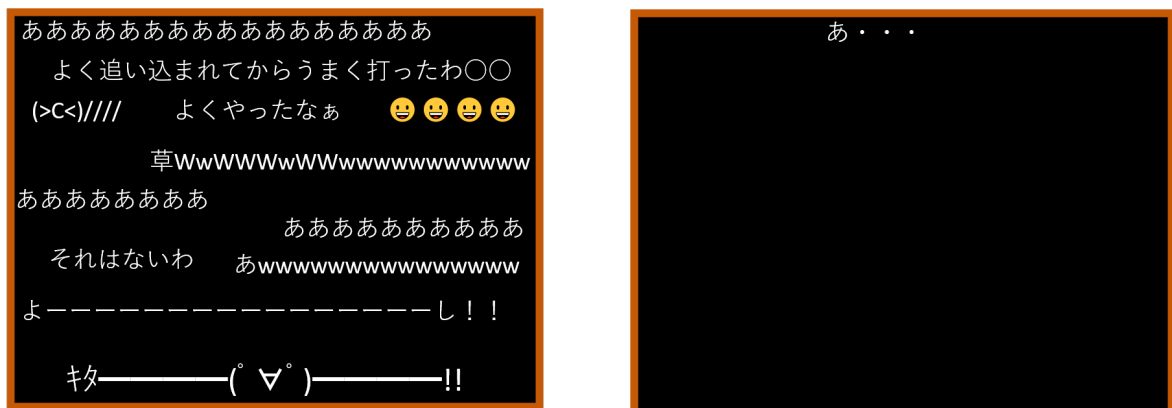 ああああああああああああああああああ
よく追い込まれてからうまく打ったわ〇〇
(>C<)//// よくやったなぁ 😀😀😀😀
草WwWWWwWWwwwwwwwwwwww
ああああああああ
ああああああああああ
それはないわ あwwwwwwwwwwwwwww
よーーーーーーーーーーーーーーーーし！！
ｷﾀ━━━━(ﾟ∀ﾟ)━━━━!!
あ・・・